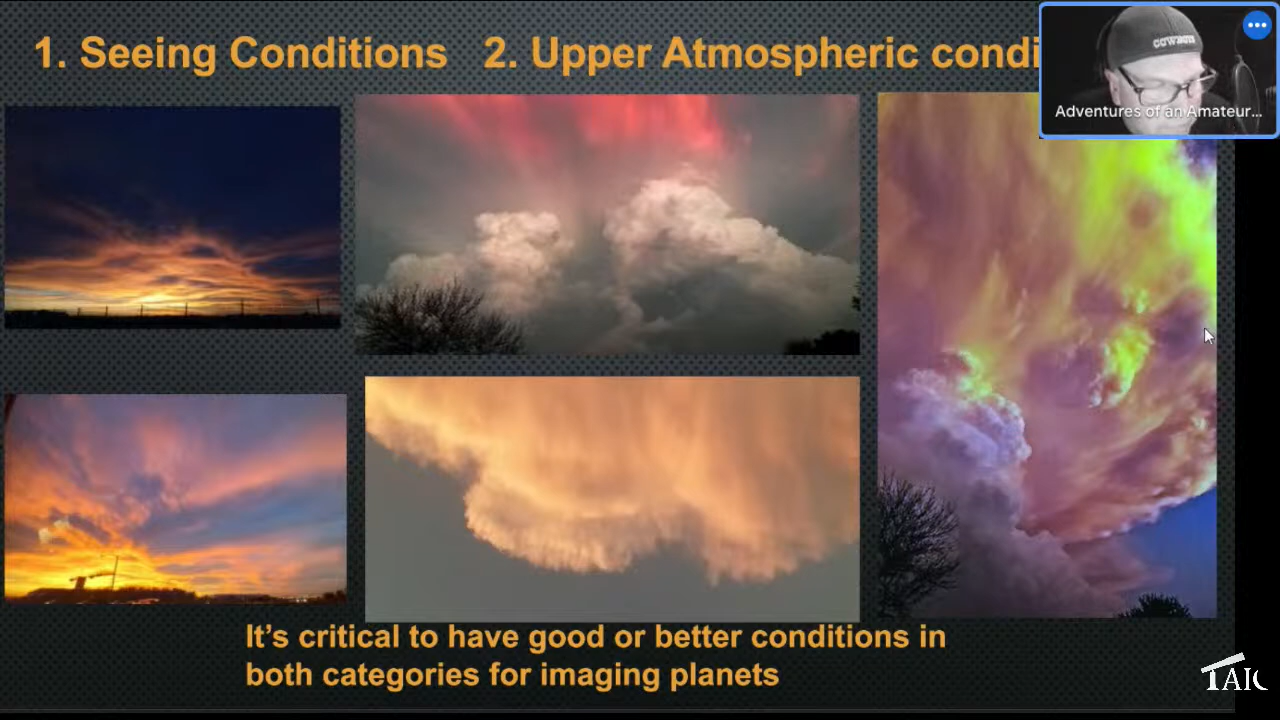 1. Seeing Conditions 2. Upper Atmospheric condi
COWBOYS
Adventures of an Amateur...
It’s critical to have good or better conditions in
both categories for imaging planets
TAIC